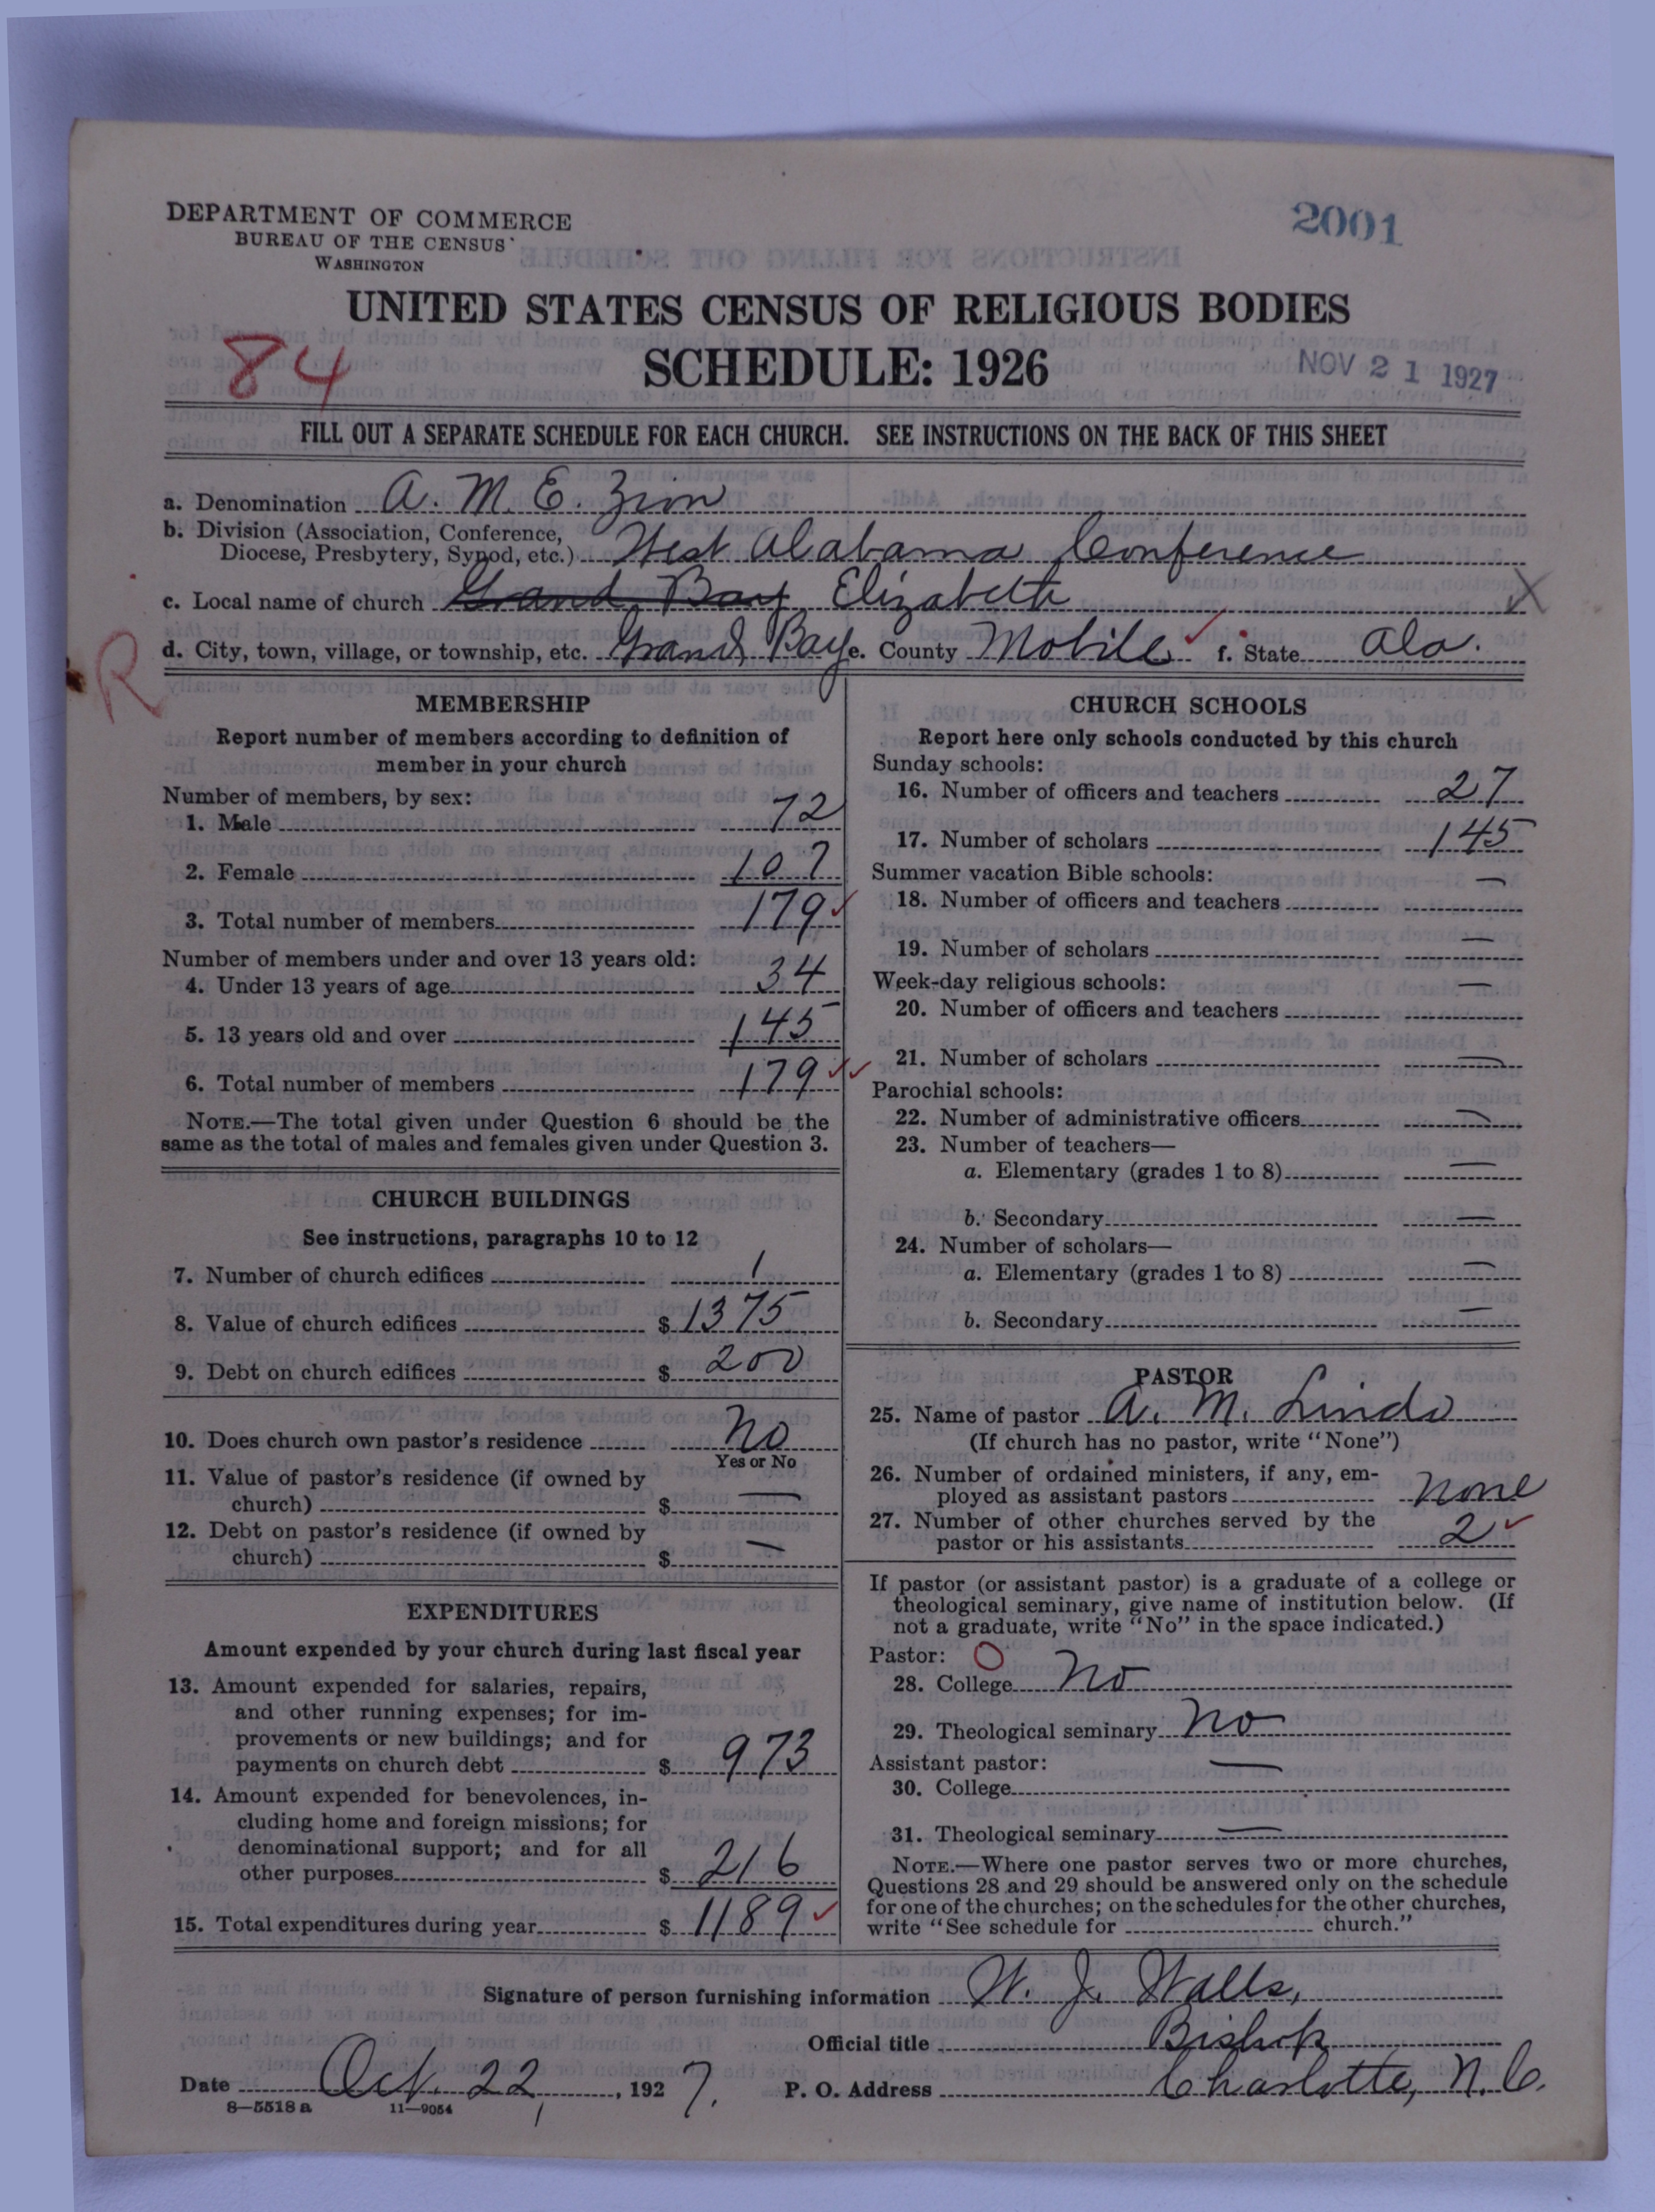 DEPARTMENT OF COMMERCE
BUREAU OF THE CENSUS
WASHINGTON
2001
UNITED STATES CENSUS OF RELIGIOUS BODIES
84
SCHEDULE: 1926
NOV 21 1927
FILL OUT A SEPARATE SCHEDULE FOR EACH CHURCH. SEE INSTRUCTIONS ON THE BACK OF THIS SHEET
a. Denomination A. M. E. Zion
b. Division (Association, Conference,
Diocese, Presbytery, Synod, etc.) West Alabama Conference
c. Local name of church Grand Bay Elizabeth X
d. City, town, village, or township, etc. Grand Bay e. County Mobile ✓ f. State Ala.
R
MEMBERSHIP
Report number of members according to definition of
member in your church
Number of members, by sex:
1. Male 72
2. Female 107
3. Total number of members 179 ✓
Number of members under and over 13 years old:
4. Under 13 years of age 34
5. 13 years old and over 145
6. Total number of members 179 ✓✓
NOTE.—The total given under Question 6 should be the
same as the total of males and females given under Question 3.
CHURCH BUILDINGS
See instructions, paragraphs 10 to 12
7. Number of church edifices 1
8. Value of church edifices $ 1375
9. Debt on church edifices $ 200
10. Does church own pastor's residence No
Yes or No
11. Value of pastor's residence (if owned by
church) $ —
12. Debt on pastor's residence (if owned by
church) $ —
EXPENDITURES
Amount expended by your church during last fiscal year
13. Amount expended for salaries, repairs,
and other running expenses; for im-
provements or new buildings; and for
payments on church debt $ 973
14. Amount expended for benevolences, in-
cluding home and foreign missions; for
denominational support; and for all
other purposes $ 216
15. Total expenditures during year $ 1189 ✓
CHURCH SCHOOLS
Report here only schools conducted by this church
Sunday schools:
16. Number of officers and teachers 27
17. Number of scholars 145
Summer vacation Bible schools:
18. Number of officers and teachers —
19. Number of scholars —
Week-day religious schools:
20. Number of officers and teachers —
21. Number of scholars —
Parochial schools:
22. Number of administrative officers —
23. Number of teachers—
a. Elementary (grades 1 to 8) —
b. Secondary —
24. Number of scholars—
a. Elementary (grades 1 to 8) —
b. Secondary —
PASTOR
25. Name of pastor A. M. Lindo
(If church has no pastor, write "None")
26. Number of ordained ministers, if any, em-
ployed as assistant pastors None
27. Number of other churches served by the
pastor or his assistants 2 ✓
If pastor (or assistant pastor) is a graduate of a college or
theological seminary, give name of institution below. (If
not a graduate, write "No" in the space indicated.)
Pastor: O
28. College No
29. Theological seminary No
Assistant pastor:
30. College —
31. Theological seminary —
NOTE.—Where one pastor serves two or more churches,
Questions 28 and 29 should be answered only on the schedule
for one of the churches; on the schedules for the other churches,
write "See schedule for church."
Signature of person furnishing information W. J. Walls,
Official title Bishop
Date Oct. 22, 1927. P. O. Address Charlotte, N. C.
8—5518 a 11—9054